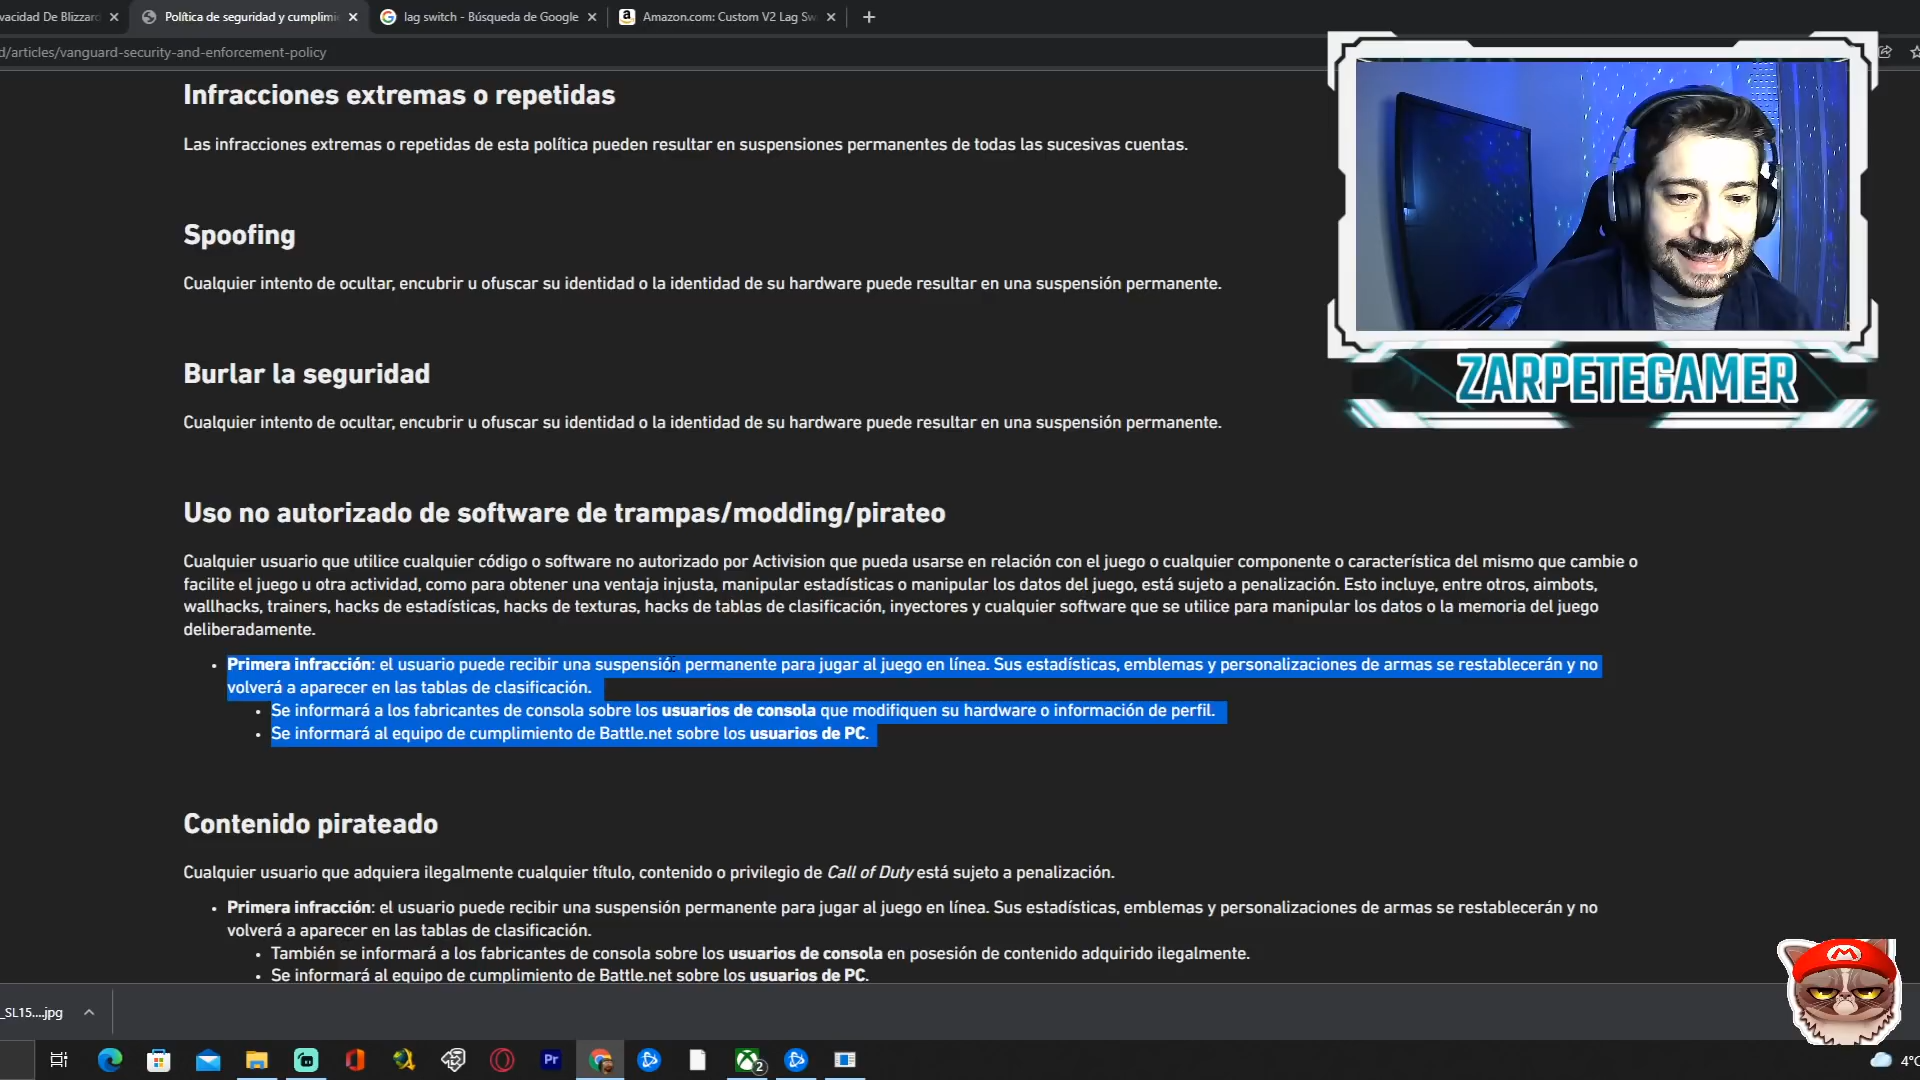 vacidad De Blizzard
Política de seguridad y cumplimi
lag switch - Búsqueda de Google
a
Amazon.com: Custom V2 Lag Sw
d/articles/vanguard-security-and-enforcement-policy
Infracciones extremas o repetidas
Las infracciones extremas o repetidas de esta política pueden resultar en suspensiones permanentes de todas las sucesivas cuentas.
Spoofing
Cualquier intento de ocultar, encubrir u ofuscar su identidad o la identidad de su hardware puede resultar en una suspensión permanente.
ZARPETEGAMER
Burlar la seguridad
Cualquier intento de ocultar, encubrir u ofuscar su identidad o la identidad de su hardware puede resultar en una suspensión permanente.
Uso no autorizado de software de trampas/modding/pirateo
Cualquier usuario que utilice cualquier código o software no autorizado por Activision que pueda usarse en relación con el juego o cualquier componente o característica del mismo que cambie o
facilite el juego u otra actividad, como para obtener una ventaja injusta, manipular estadísticas o manipular los datos del juego, está sujeto a penalización. Esto incluye, entre otros, aimbots,
wallhacks, trainers, hacks de estadísticas, hacks de texturas, hacks de tablas de clasificación, inyectores y cualquier software que se utilice para manipular los datos o la memoria del juego
deliberadamente.
• Primera infracción: el usuario puede recibir una suspensión permanente para jugar al juego en línea. Sus estadísticas, emblemas y personalizaciones de armas se restablecerán y no
volverá a aparecer en las tablas de clasificación.
• Se informará a los fabricantes de consola sobre los usuarios de consola que modifiquen su hardware o información de perfil.
• Se informará al equipo de cumplimiento de Battle.net sobre los usuarios de PC.
Contenido pirateado
Cualquier usuario que adquiera ilegalmente cualquier título, contenido o privilegio de Call of Duty está sujeto a penalización.
• Primera infracción: el usuario puede recibir una suspensión permanente para jugar al juego en línea. Sus estadísticas, emblemas y personalizaciones de armas se restablecerán y no
volverá a aparecer en las tablas de clasificación.
• También se informará a los fabricantes de consola sobre los usuarios de consola en posesión de contenido adquirido ilegalmente.
• Se informará al equipo de cumplimiento de Battle.net sobre los usuarios de PC.
M
_SL15....jpg
Pr
2
4°C